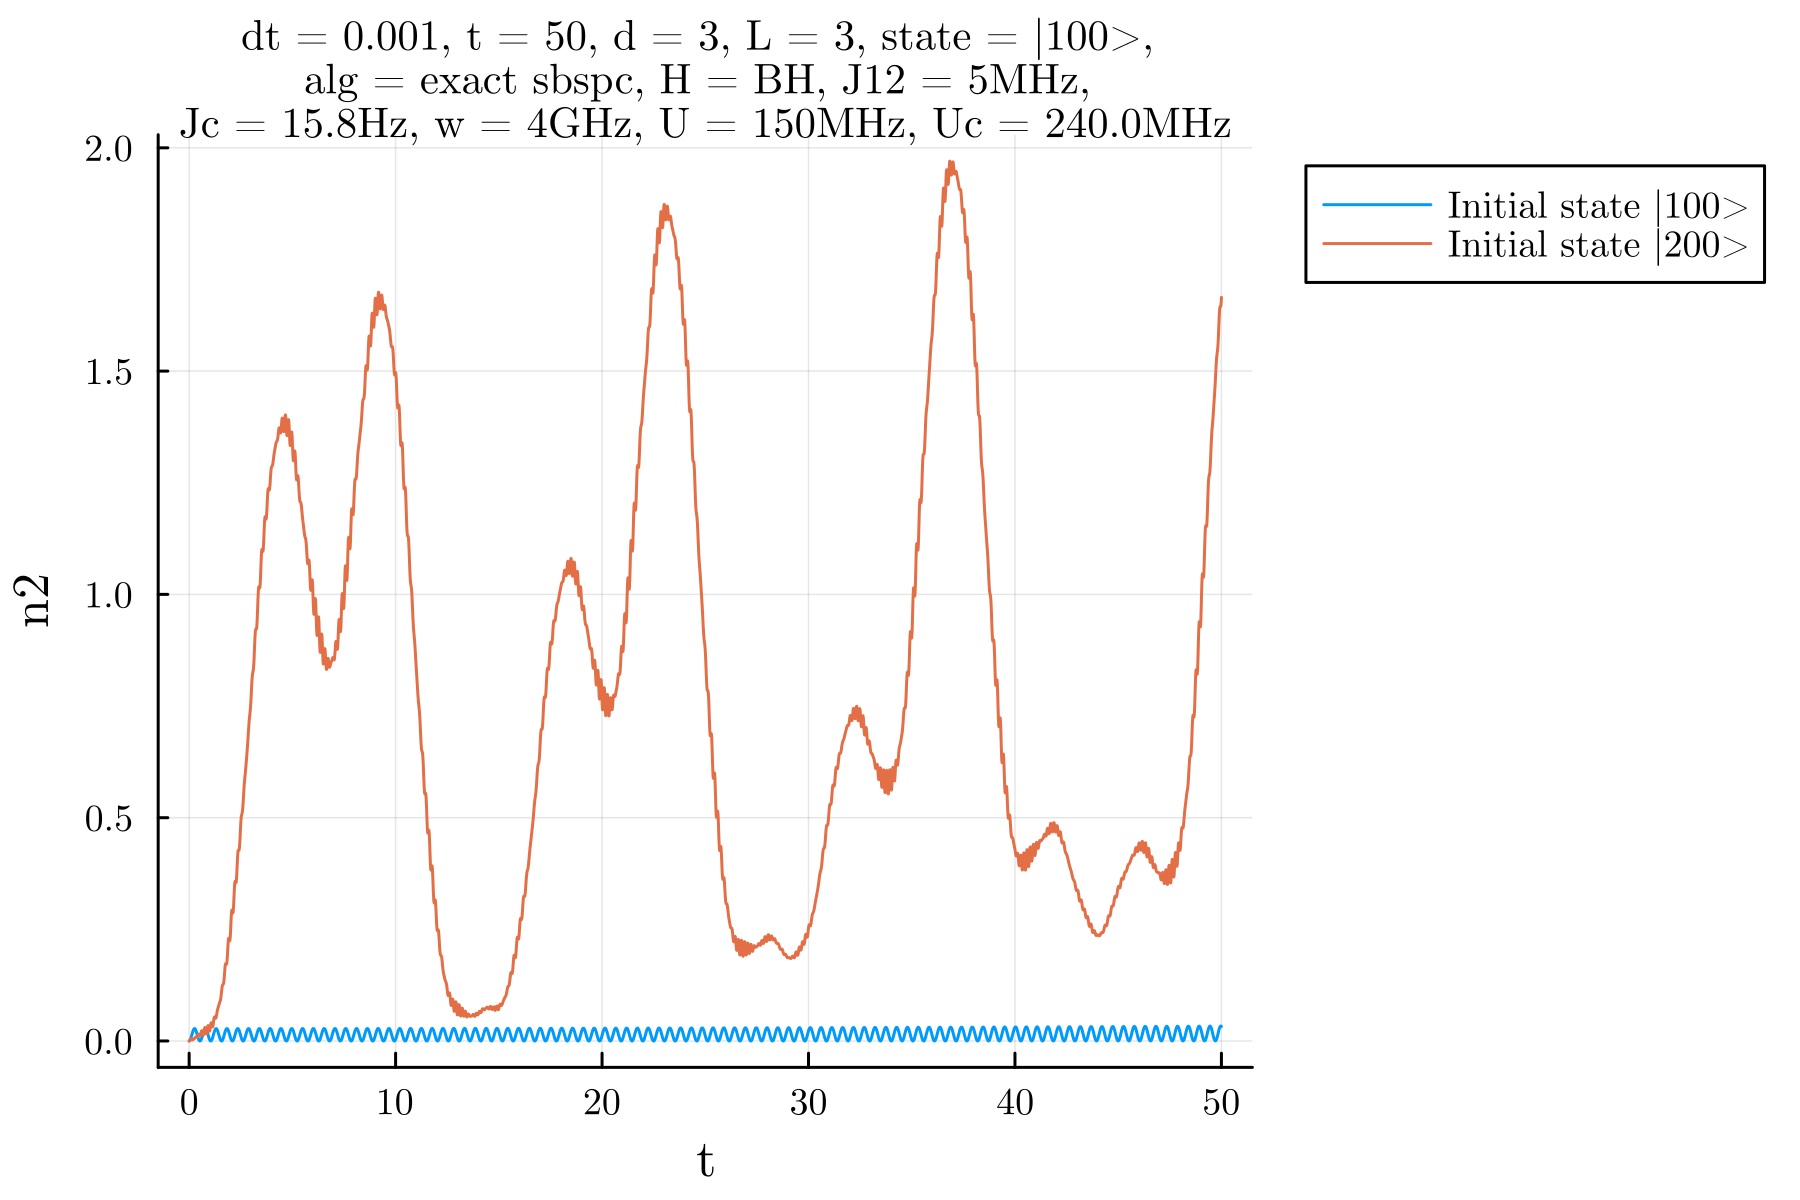 dt = 0.001, t = 50, d = 3, L = 3, state = |100>,
alg = exact sbspc, H = BH, J12 = 5MHz,
Jc = 15.8Hz, w = 4GHz, U = 150MHz, Uc = 240.0MHz
2.0
1.5
1.0
0.5
0.0
n2
0 10 20 30 40 50
t
Initial state |100>
Initial state |200>